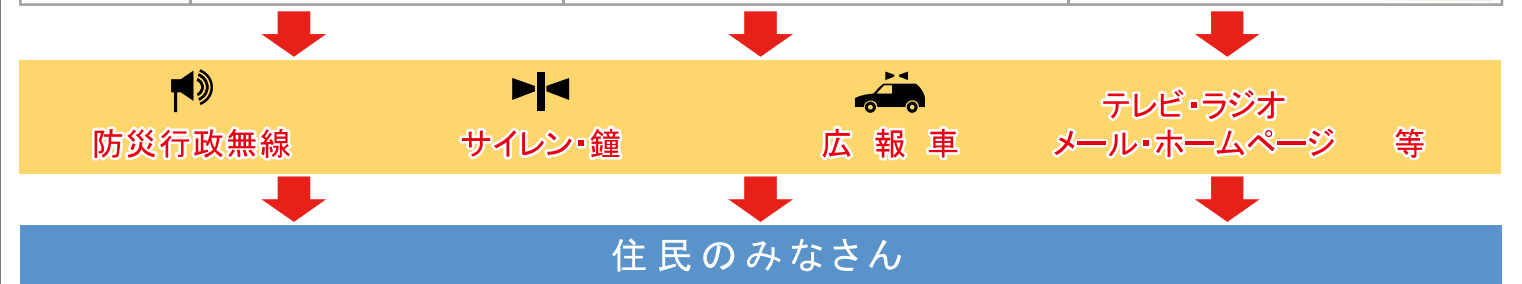 テレビ・ラジオ
防災行政無線 サイレン・鐘 広報車 メール・ホームページ 等
住民のみなさん